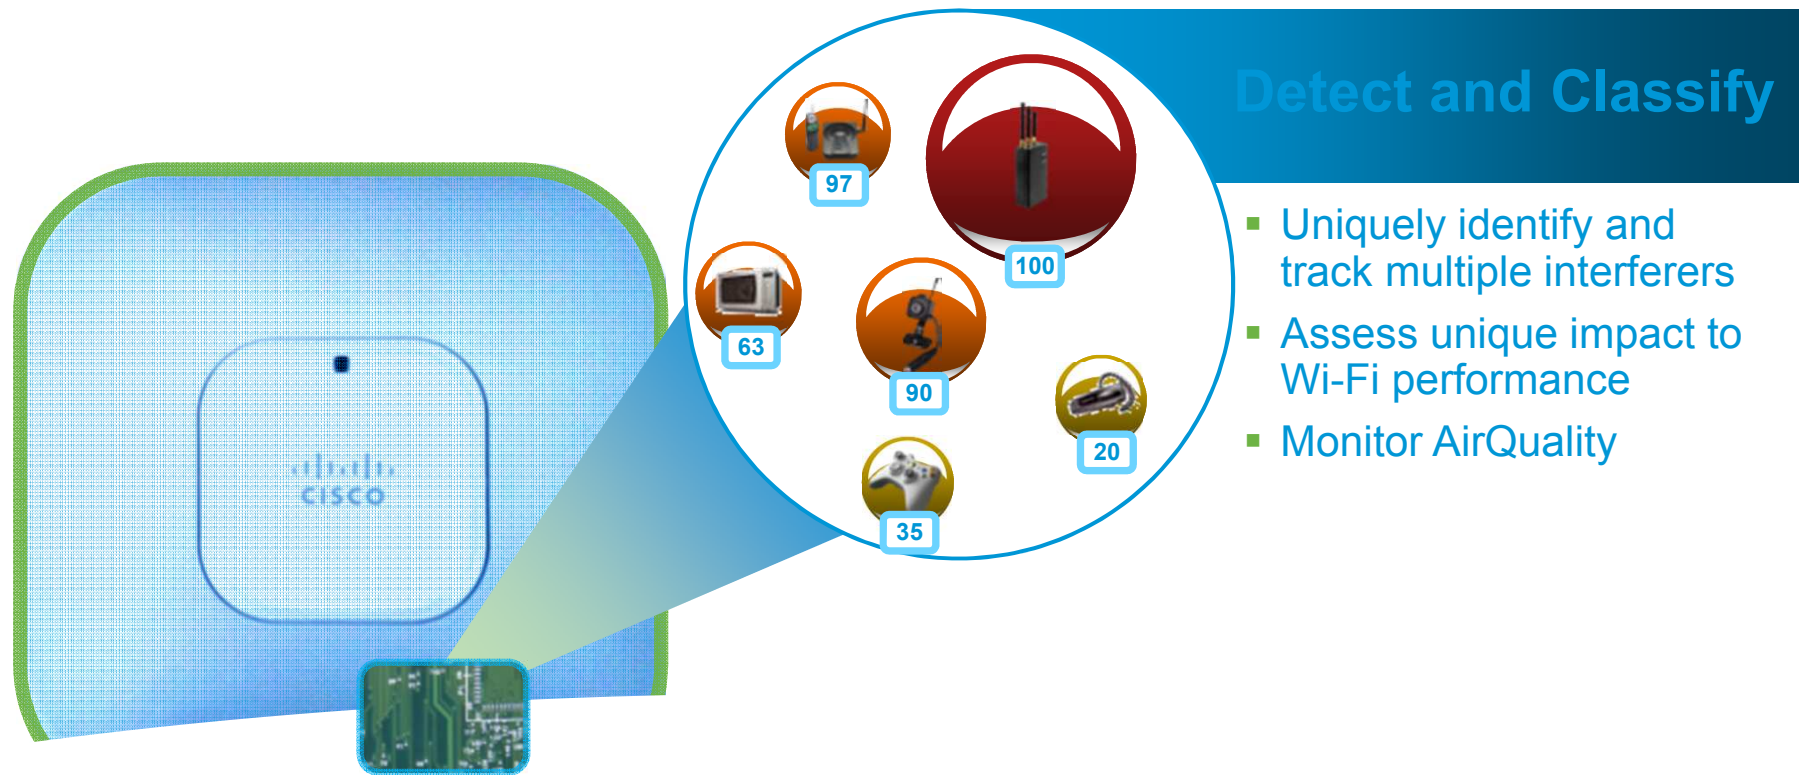 Detect and Classify
97
100
63
90
20
35
CISCO
Uniquely identify and
track multiple interferers
Assess unique impact to
Wi-Fi performance
Monitor AirQuality